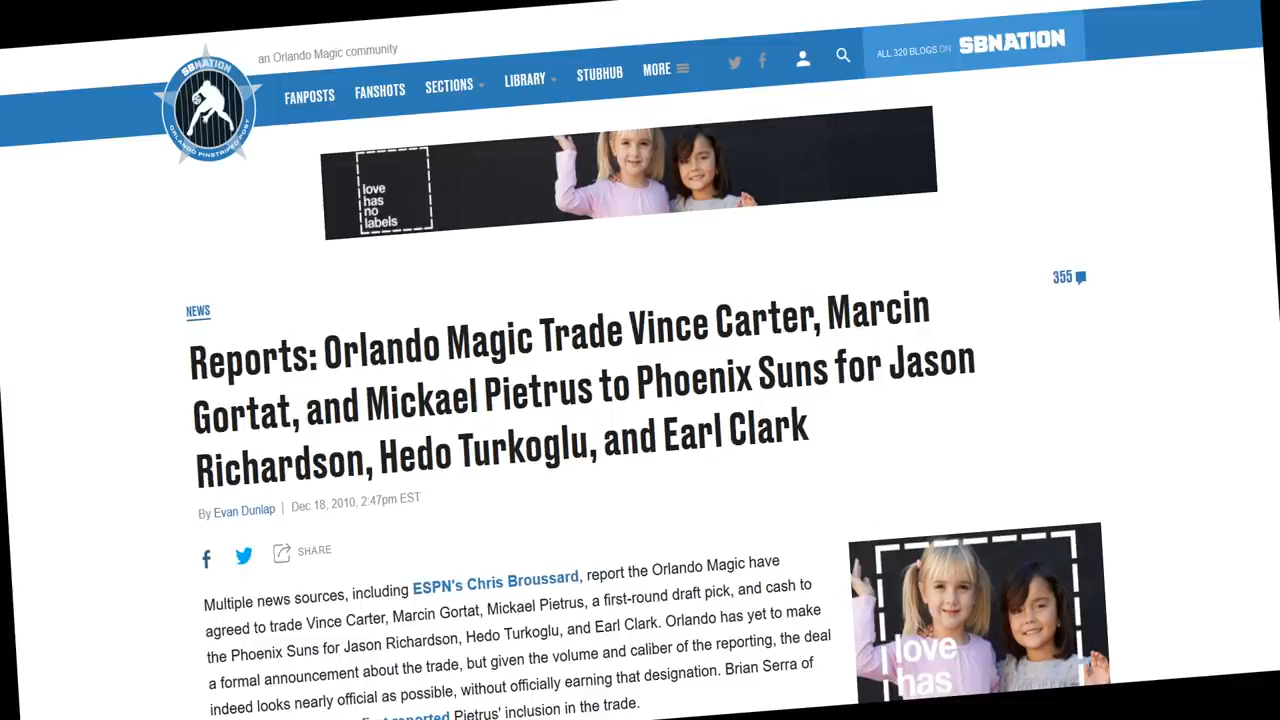 an Orlando Magic community
SBNATION
ORLANDO PINSTRIPED POST
FANPOSTS FANSHOTS SECTIONS LIBRARY STUBHUB MORE
ALL 320 BLOGS ON SBNATION
love
has
no
labels
NEWS
355
Reports: Orlando Magic Trade Vince Carter, Marcin
Gortat, and Mickael Pietrus to Phoenix Suns for Jason
Richardson, Hedo Turkoglu, and Earl Clark
By Evan Dunlap | Dec 18, 2010, 2:47pm EST
SHARE
Multiple news sources, including ESPN's Chris Broussard, report the Orlando Magic have
agreed to trade Vince Carter, Marcin Gortat, Mickael Pietrus, a first-round draft pick, and cash to
the Phoenix Suns for Jason Richardson, Hedo Turkoglu, and Earl Clark. Orlando has yet to make
a formal announcement about the trade, but given the volume and caliber of the reporting, the deal
indeed looks nearly official as possible, without officially earning that designation. Brian Serra of
first reported Pietrus' inclusion in the trade.
love
has